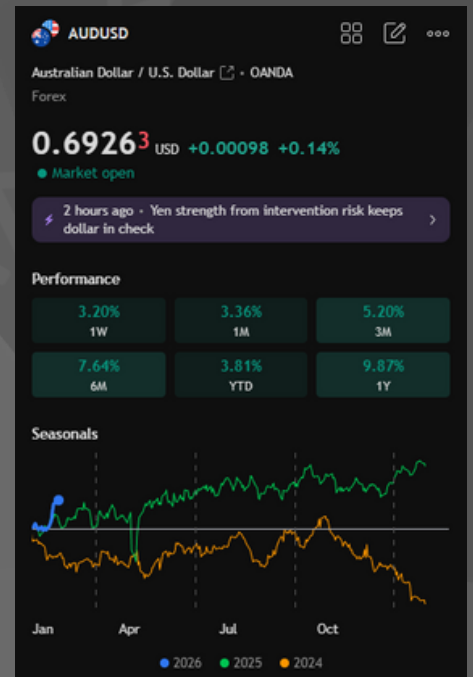 AUDUSD
Australian Dollar / U.S. Dollar • OANDA
Forex
0.69263 USD +0.00098 +0.14%
Market open
2 hours ago • Yen strength from intervention risk keeps
dollar in check
Performance
3.20% 3.36% 5.20%
1W 1M 3M
7.64% 3.81% 9.87%
6M YTD 1Y
Seasonals
Jan Apr Jul Oct
2026 2025 2024